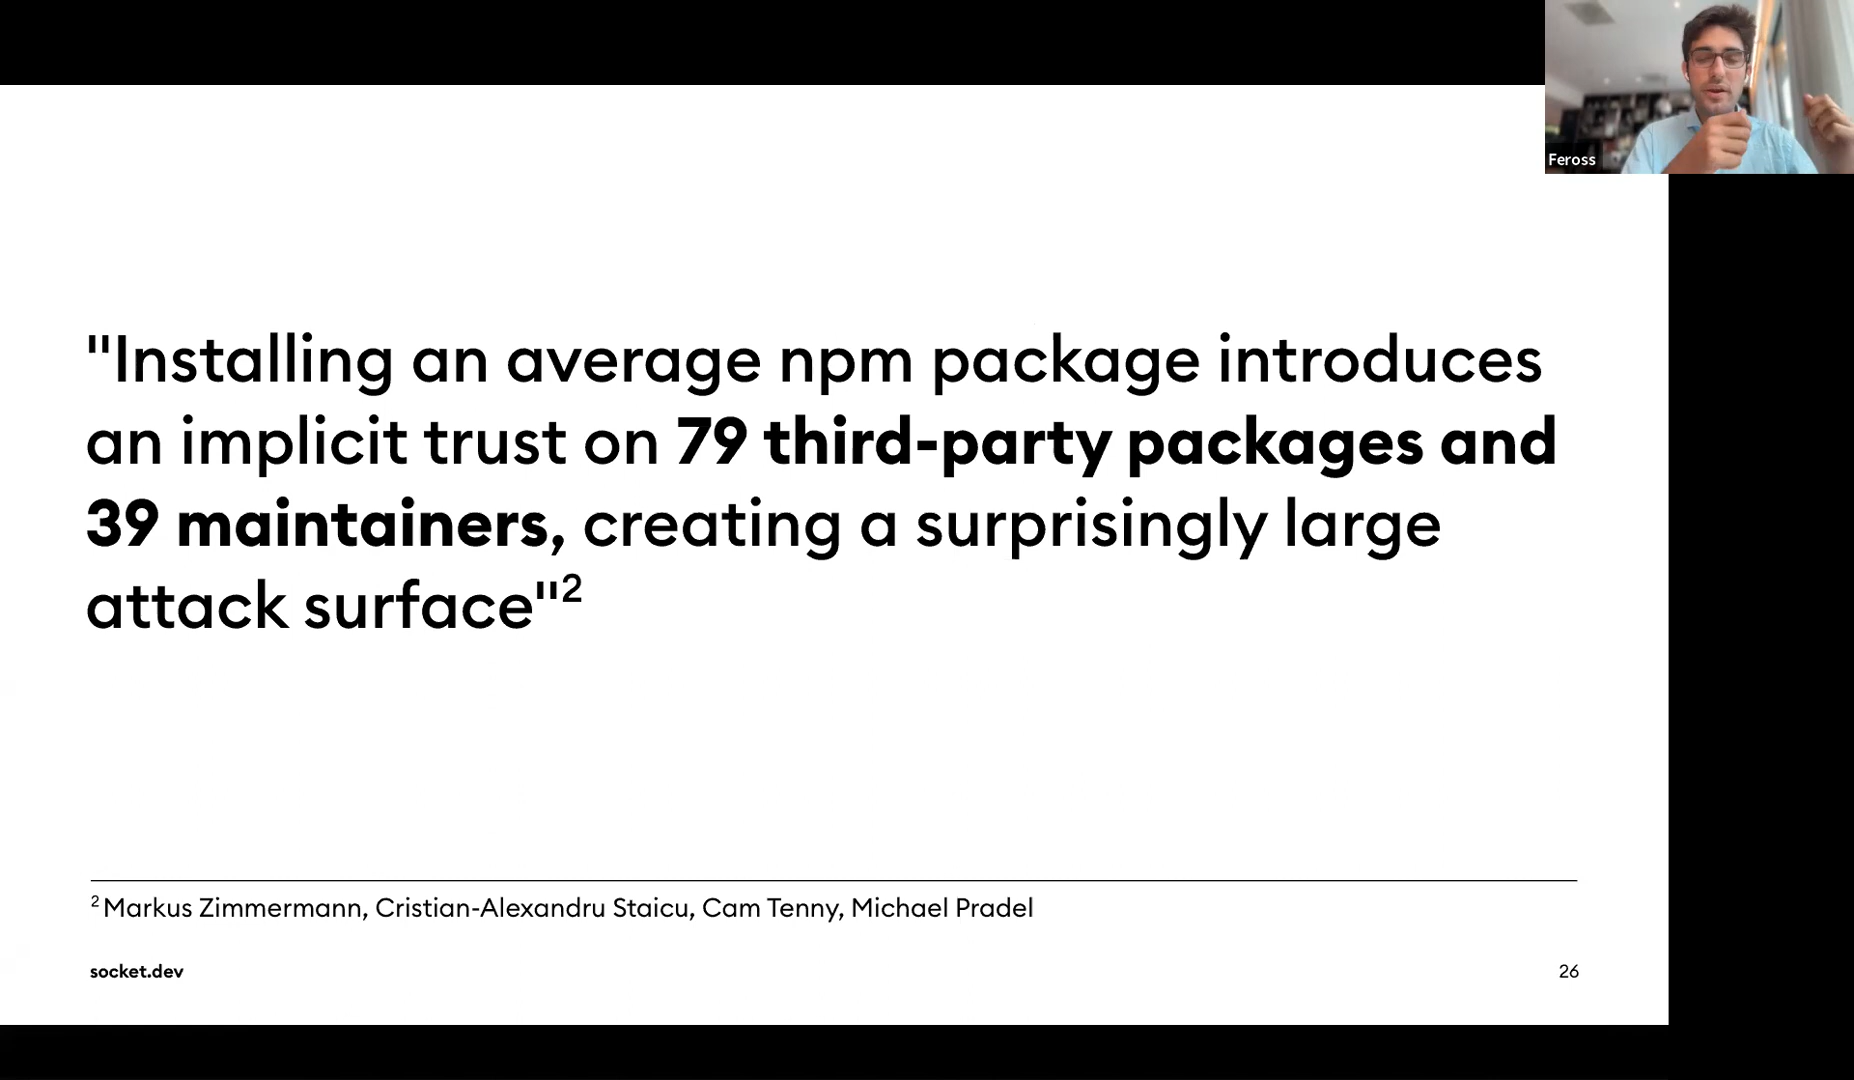 Feross
"Installing an average npm package introduces
an implicit trust on 79 third-party packages and
39 maintainers, creating a surprisingly large
attack surface"²
² Markus Zimmermann, Cristian-Alexandru Staicu, Cam Tenny, Michael Pradel
socket.dev
26